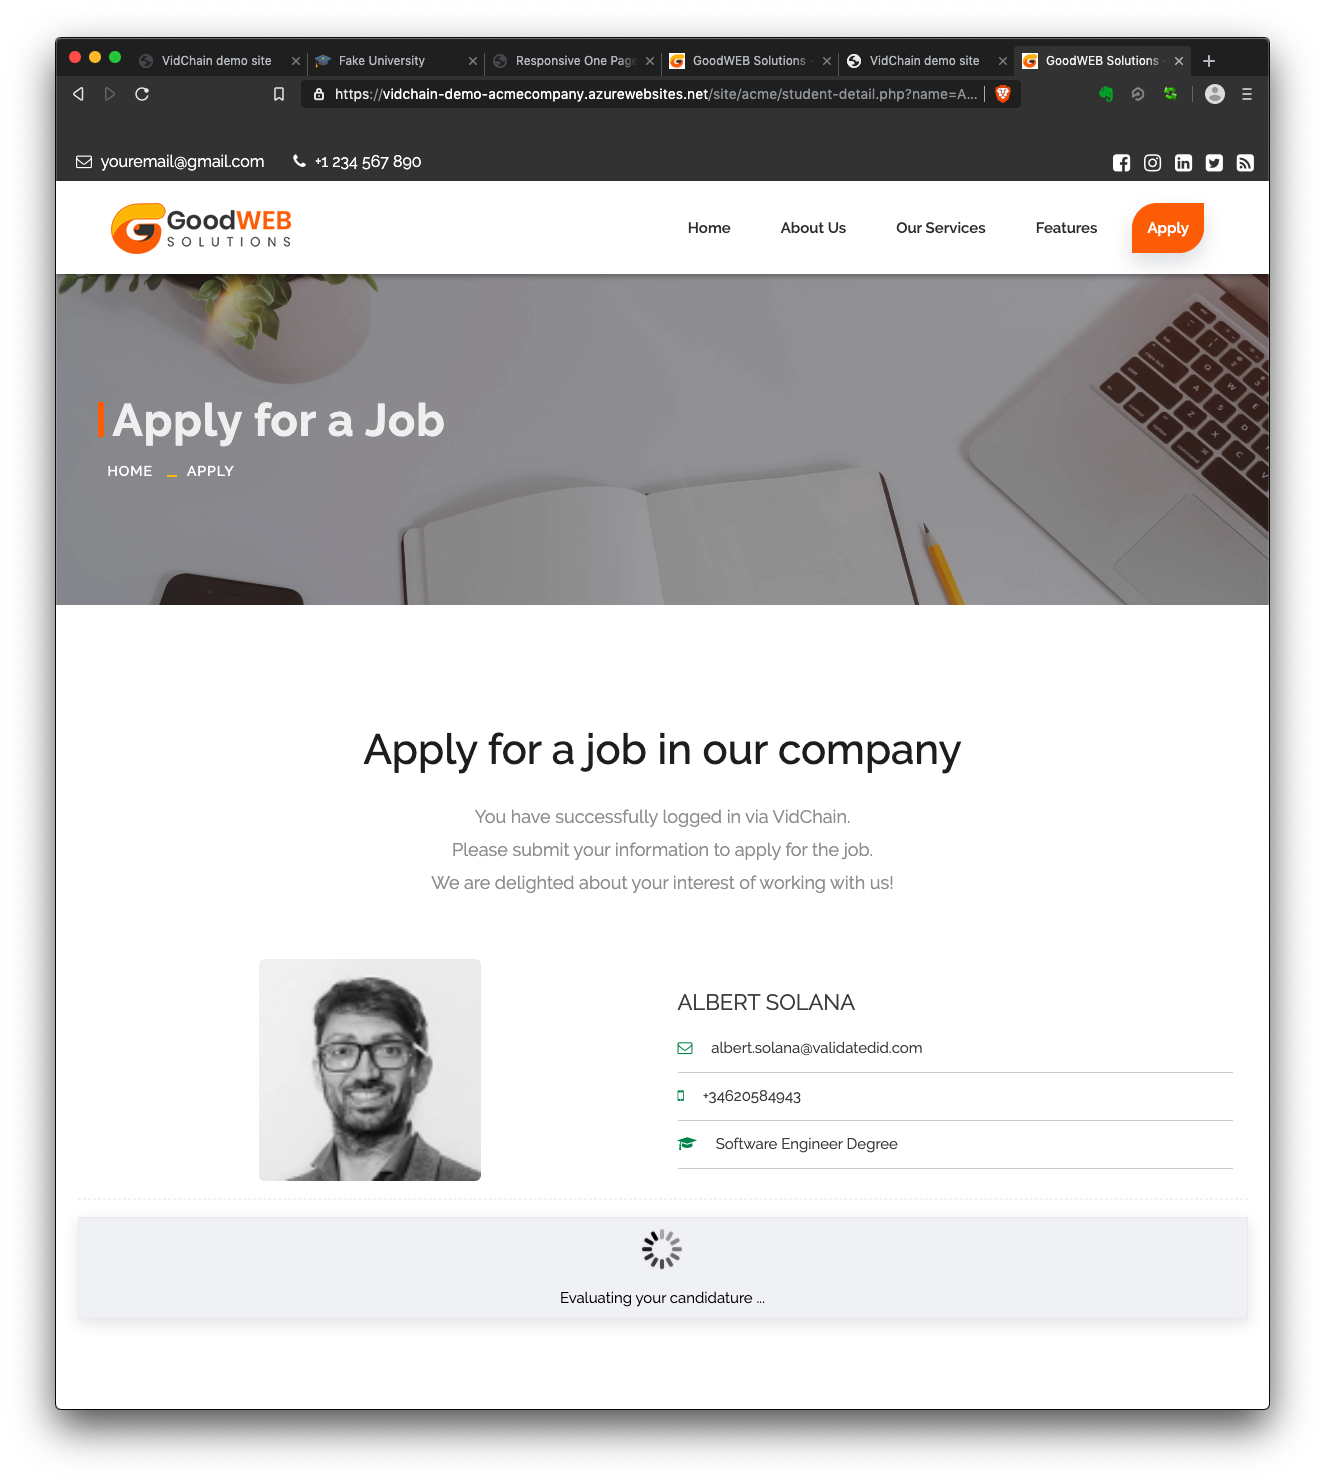 VidChain demo site
Fake University
Responsive One Page
GoodWEB Solutions -
VidChain demo site
GoodWEB Solutions -
https://vidchain-demo-acmecompany.azurewebsites.net/site/acme/student-detail.php?name=A...
youremail@gmail.com +1 234 567 890
GoodWEB
SOLUTIONS
Home About Us Our Services Features Apply
Apply for a Job
HOME _ APPLY
Apply for a job in our company
You have successfully logged in via VidChain.
Please submit your information to apply for the job.
We are delighted about your interest of working with us!
ALBERT SOLANA
albert.solana@validatedid.com
+34620584943
Software Engineer Degree
Evaluating your candidature ...